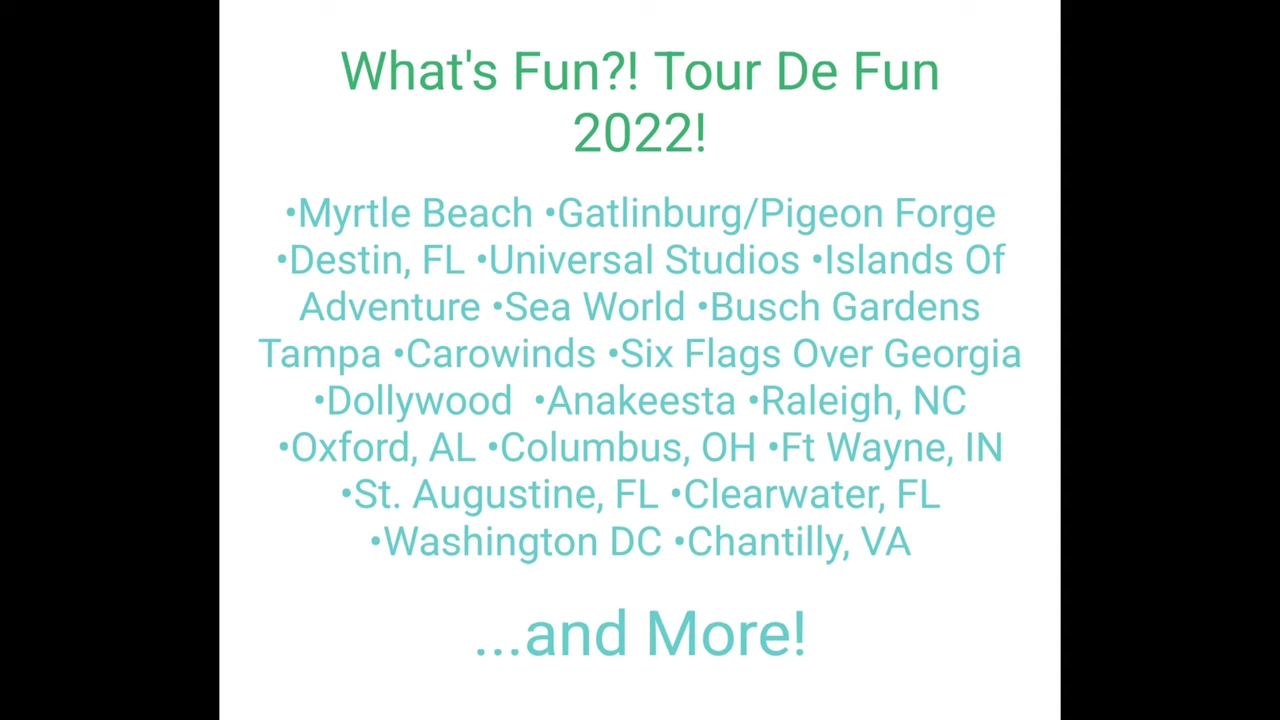 What's Fun?! Tour De Fun
2022!
•Myrtle Beach •Gatlinburg/Pigeon Forge
•Destin, FL •Universal Studios •Islands Of
Adventure •Sea World •Busch Gardens
Tampa •Carowinds •Six Flags Over Georgia
•Dollywood  •Anakeesta •Raleigh, NC
•Oxford, AL •Columbus, OH •Ft Wayne, IN
•St. Augustine, FL •Clearwater, FL
•Washington DC •Chantilly, VA
...and More!